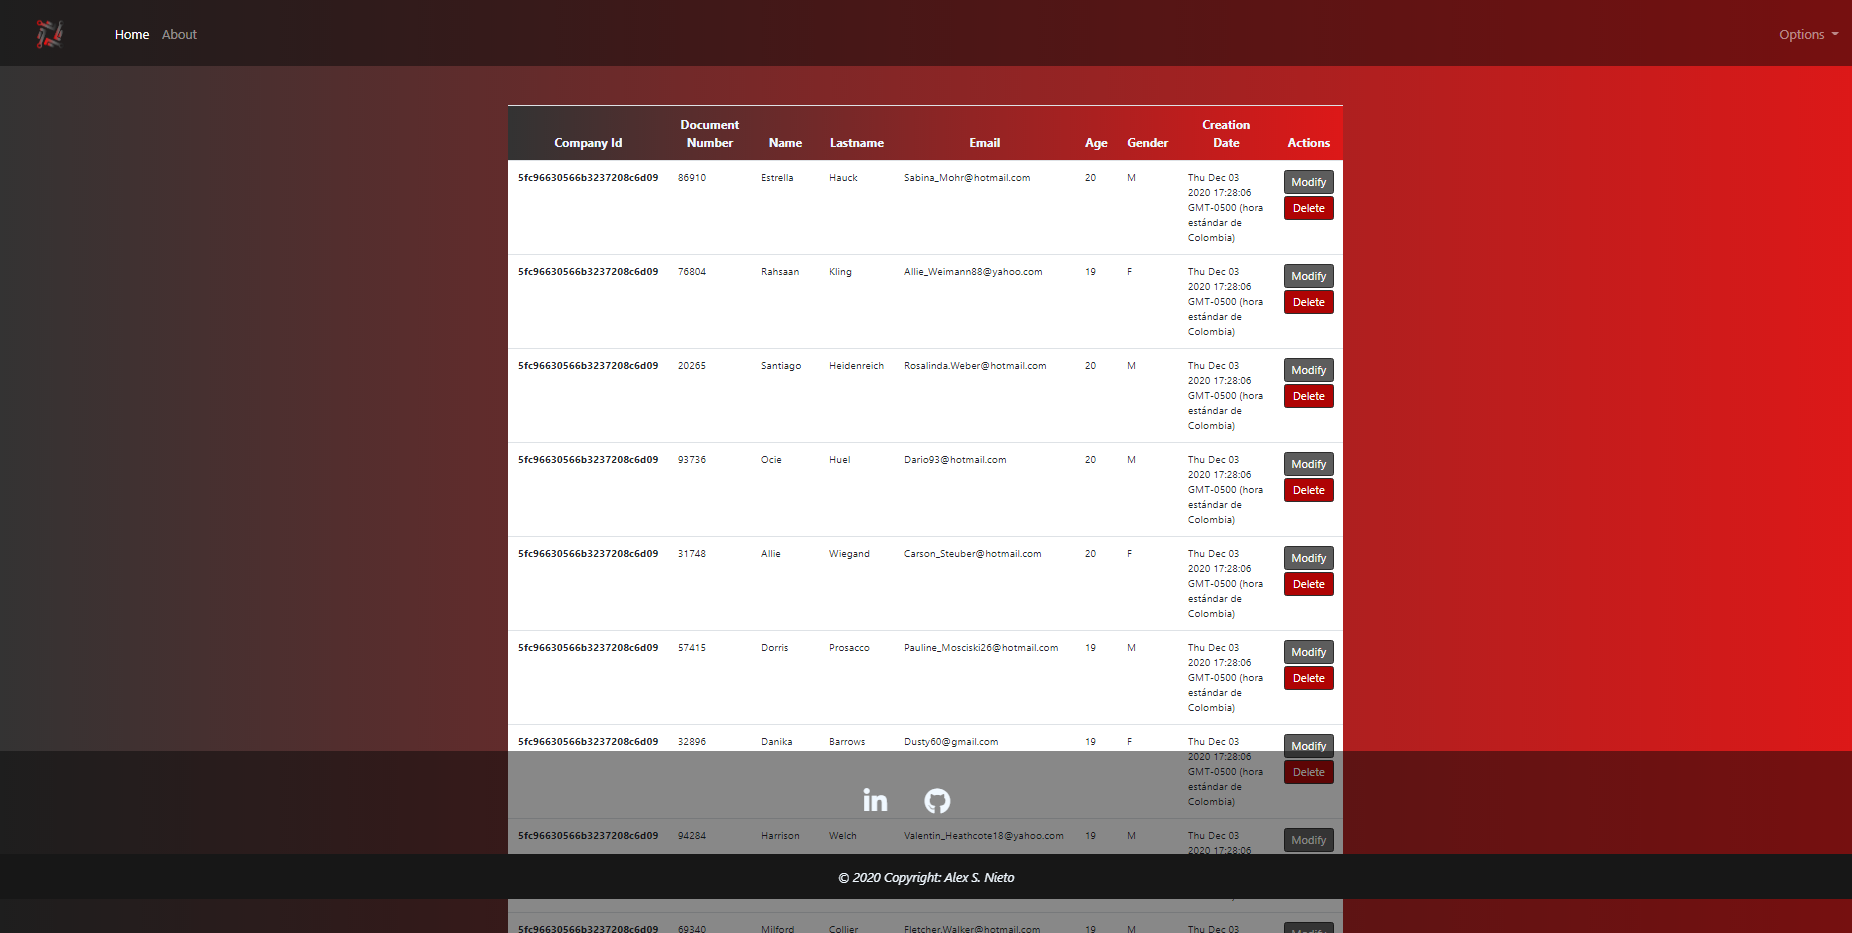 Home About Options
Company Id Document Number Name Lastname Email Age Gender Creation Date Actions
5fc96630566b3237208c6d09 86910 Estrella Hauck Sabina_Mohr@hotmail.com 20 M Thu Dec 03 Modify
2020 17:28:06
GMT-0500 (hora Delete
estándar de
Colombia)
5fc96630566b3237208c6d09 76804 Rahsaan Kling Allie_Weimann88@yahoo.com 19 F Thu Dec 03 Modify
2020 17:28:06
GMT-0500 (hora Delete
estándar de
Colombia)
5fc96630566b3237208c6d09 20265 Santiago Heidenreich Rosalinda.Weber@hotmail.com 20 M Thu Dec 03 Modify
2020 17:28:06
GMT-0500 (hora Delete
estándar de
Colombia)
5fc96630566b3237208c6d09 93736 Ocie Huel Dario93@hotmail.com 20 M Thu Dec 03 Modify
2020 17:28:06
GMT-0500 (hora Delete
estándar de
Colombia)
5fc96630566b3237208c6d09 31748 Allie Wiegand Carson_Steuber@hotmail.com 20 F Thu Dec 03 Modify
2020 17:28:06
GMT-0500 (hora Delete
estándar de
Colombia)
5fc96630566b3237208c6d09 57415 Dorris Prosacco Pauline_Mosciski26@hotmail.com 19 M Thu Dec 03 Modify
2020 17:28:06
GMT-0500 (hora Delete
estándar de
Colombia)
5fc96630566b3237208c6d09 32896 Danika Barrows Dusty60@gmail.com 19 F Thu Dec 03 Modify
2020 17:28:06
GMT-0500 (hora Delete
estándar de
Colombia)
in
5fc96630566b3237208c6d09 94284 Harrison Welch Valentin_Heathcote18@yahoo.com 19 M Thu Dec 03 Modify
2020 17:28:06
© 2020 Copyright: Alex S. Nieto
5fc96630566b3237208c6d09 69340 Milford Collier Fletcher.Walker@hotmail.com 19 M Thu Dec 03 Modify